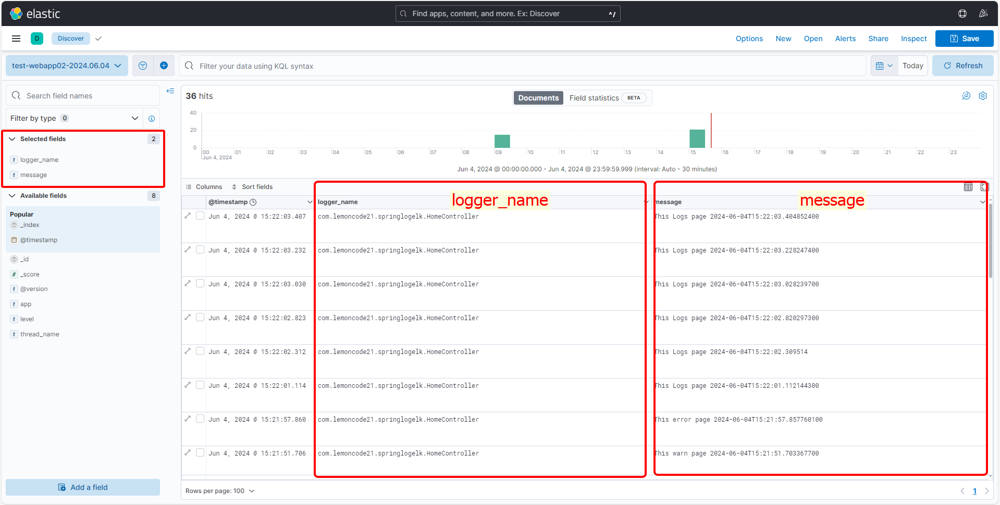 elastic
Find apps, content, and more. Ex: Discover ^/
D Discover Options New Open Alerts Share Inspect Save
test-webapp02-2024.06.04 Filter your data using KQL syntax Today Refresh
Search field names
Filter by type 0
Selected fields 2
t logger_name
t message
Available fields 8
Popular
_index
@timestamp
_id
# _score
t @version
t app
t level
t thread_name
Add a field
36 hits
Documents Field statistics BETA
40
20
0
00 01 02 03 04 05 06 07 08 09 10 11 12 13 14 15 16 17 18 19 20 21 22 23
Jun 4, 2024
Jun 4, 2024 @ 00:00:00.000 - Jun 4, 2024 @ 23:59:59.999 (interval: Auto - 30 minutes)
Columns Sort fields
@timestamp logger_name logger_name message message
Jun 4, 2024 @ 15:22:03.407 com.lemoncode21.springlogelk.HomeController This Logs page 2024-06-04T15:22:03.404852400
Jun 4, 2024 @ 15:22:03.232 com.lemoncode21.springlogelk.HomeController This Logs page 2024-06-04T15:22:03.228247400
Jun 4, 2024 @ 15:22:03.030 com.lemoncode21.springlogelk.HomeController This Logs page 2024-06-04T15:22:03.028239700
Jun 4, 2024 @ 15:22:02.823 com.lemoncode21.springlogelk.HomeController This Logs page 2024-06-04T15:22:02.820297300
Jun 4, 2024 @ 15:22:02.312 com.lemoncode21.springlogelk.HomeController This Logs page 2024-06-04T15:22:02.309514
Jun 4, 2024 @ 15:22:01.114 com.lemoncode21.springlogelk.HomeController This Logs page 2024-06-04T15:22:01.112144300
Jun 4, 2024 @ 15:21:57.860 com.lemoncode21.springlogelk.HomeController This error page 2024-06-04T15:21:57.857760100
Jun 4, 2024 @ 15:21:51.706 com.lemoncode21.springlogelk.HomeController This warn page 2024-06-04T15:21:51.703367700
Rows per page: 100 1